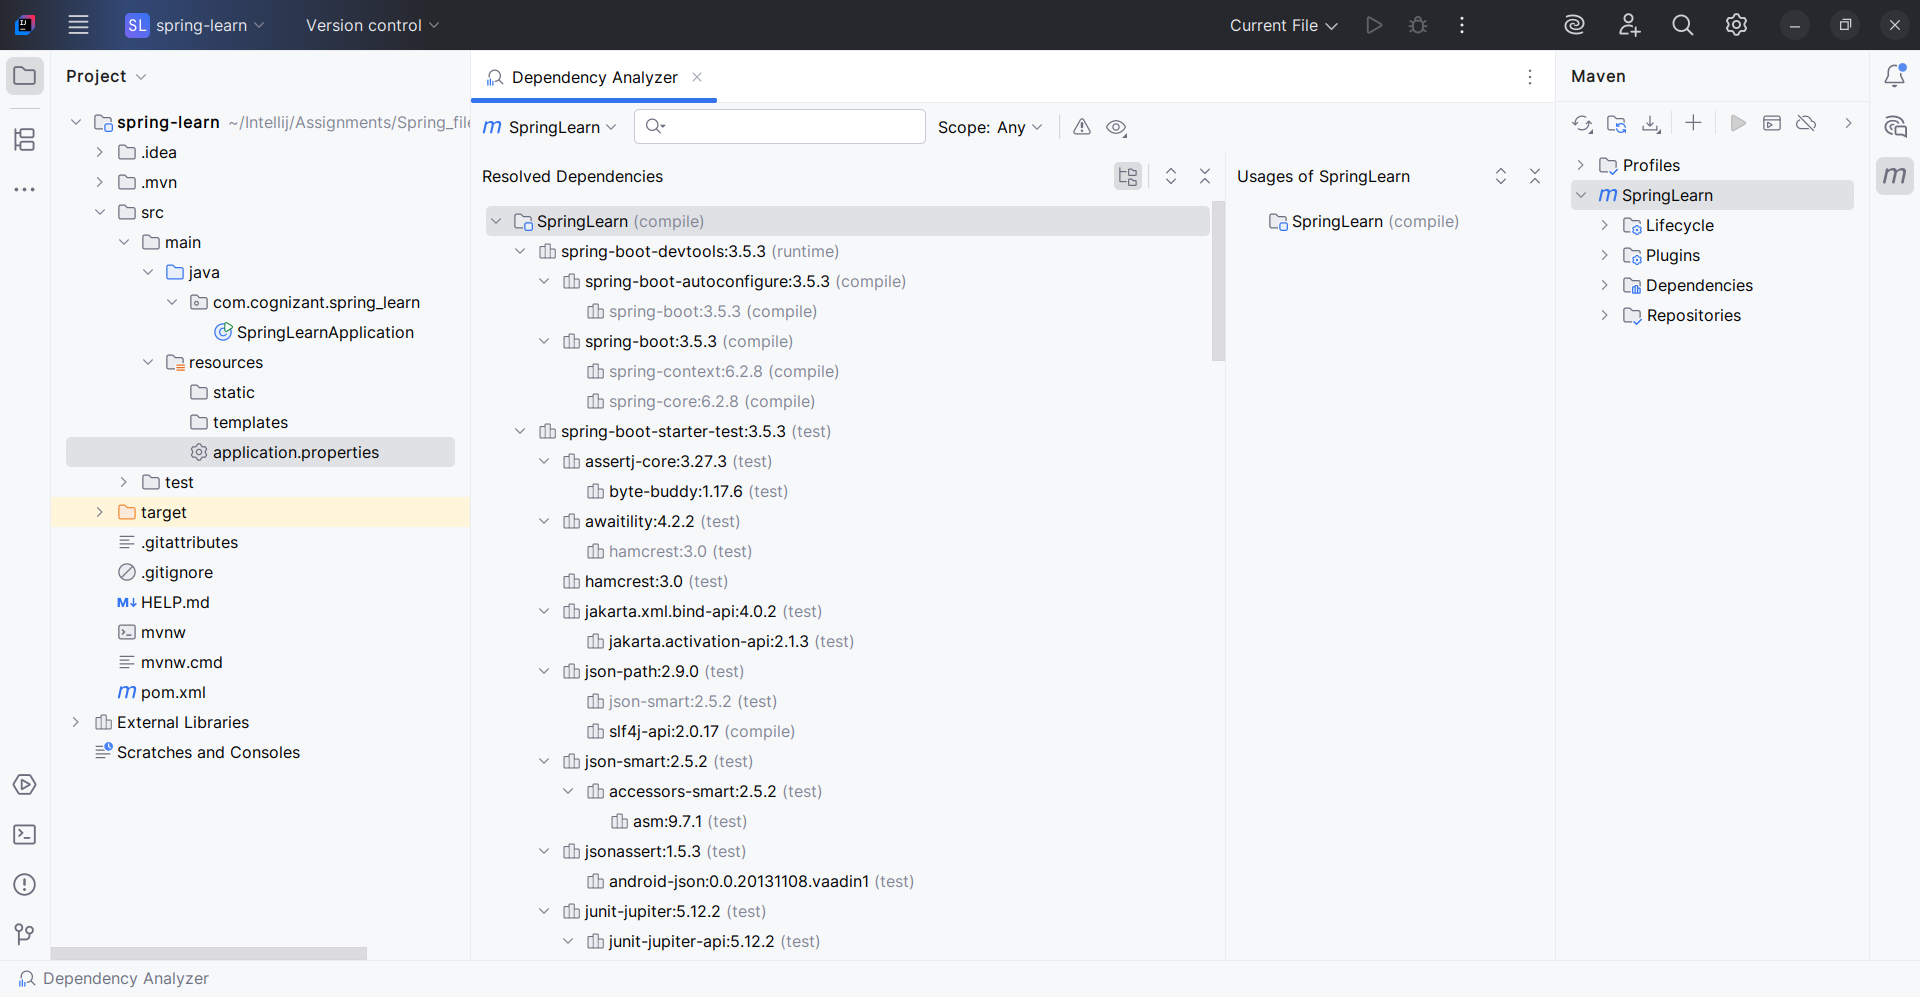 SL spring-learn
Version control
Current File
Project
spring-learn ~/Intellij/Assignments/Spring_file
.idea
.mvn
src
main
java
com.cognizant.spring_learn
SpringLearnApplication
resources
static
templates
application.properties
test
target
.gitattributes
.gitignore
HELP.md
mvnw
mvnw.cmd
pom.xml
External Libraries
Scratches and Consoles
Dependency Analyzer
SpringLearn
Scope: Any
Resolved Dependencies
SpringLearn (compile)
spring-boot-devtools:3.5.3 (runtime)
spring-boot-autoconfigure:3.5.3 (compile)
spring-boot:3.5.3 (compile)
spring-boot:3.5.3 (compile)
spring-context:6.2.8 (compile)
spring-core:6.2.8 (compile)
spring-boot-starter-test:3.5.3 (test)
assertj-core:3.27.3 (test)
byte-buddy:1.17.6 (test)
awaitility:4.2.2 (test)
hamcrest:3.0 (test)
hamcrest:3.0 (test)
jakarta.xml.bind-api:4.0.2 (test)
jakarta.activation-api:2.1.3 (test)
json-path:2.9.0 (test)
json-smart:2.5.2 (test)
slf4j-api:2.0.17 (compile)
json-smart:2.5.2 (test)
accessors-smart:2.5.2 (test)
asm:9.7.1 (test)
jsonassert:1.5.3 (test)
android-json:0.0.20131108.vaadin1 (test)
junit-jupiter:5.12.2 (test)
junit-jupiter-api:5.12.2 (test)
Usages of SpringLearn
SpringLearn (compile)
Maven
Profiles
SpringLearn
Lifecycle
Plugins
Dependencies
Repositories
Dependency Analyzer